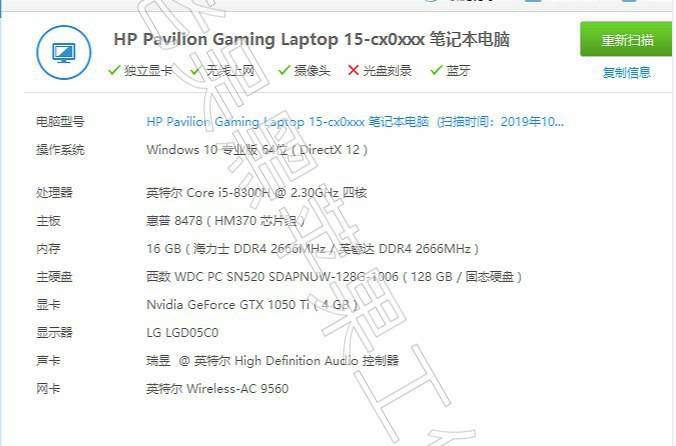 HP Pavilion Gaming Laptop 15-cx0xxx 笔记本电脑
重新扫描
独立显卡 无线上网 摄像头 光盘刻录 蓝牙
复制信息
电脑型号 HP Pavilion Gaming Laptop 15-cx0xxx 笔记本电脑 (扫描时间：2019年10...
操作系统 Windows 10 专业版 64位 ( DirectX 12 )
处理器 英特尔 Core i5-8300H @ 2.30GHz 四核
主板 惠普 8478 ( HM370 芯片组 )
内存 16 GB ( 海力士 DDR4 2666MHz / 英睿达 DDR4 2666MHz )
主硬盘 西数 WDC PC SN520 SDAPNUW-128G-1006 ( 128 GB / 固态硬盘 )
显卡 Nvidia GeForce GTX 1050 Ti ( 4 GB )
显示器 LG LGD05C0
声卡 瑞昱 @ 英特尔 High Definition Audio 控制器
网卡 英特尔 Wireless-AC 9560
黑苹果工